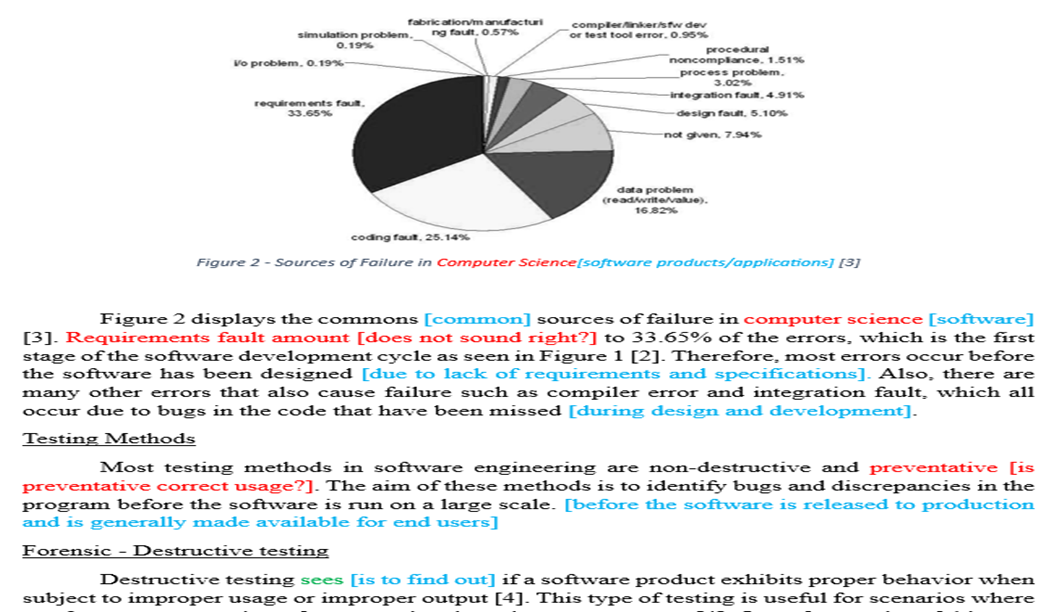 fabrication/manufacturi
ng fault, 0.57%
compiler/linker/sfw dev
or test tool error, 0.95%
simulation problem,
0.19%
procedural
noncompliance, 1.51%
i/o problem, 0.19%
process problem,
3.02%
integration fault, 4.91%
requirements fault,
33.65%
design fault, 5.10%
not given, 7.94%
data problem
(read/write/value),
16.82%
coding fault, 25.14%
Figure 2 - Sources of Failure in Computer Science[software products/applications] [3]
Figure 2 displays the commons [common] sources of failure in computer science [software]
[3]. Requirements fault amount [does not sound right?] to 33.65% of the errors, which is the first
stage of the software development cycle as seen in Figure 1 [2]. Therefore, most errors occur before
the software has been designed [due to lack of requirements and specifications]. Also, there are
many other errors that also cause failure such as compiler error and integration fault, which all
occur due to bugs in the code that have been missed [during design and development].
Testing Methods
Most testing methods in software engineering are non-destructive and preventative [is
preventative correct usage?]. The aim of these methods is to identify bugs and discrepancies in the
program before the software is run on a large scale. [before the software is released to production
and is generally made available for end users]
Forensic - Destructive testing
Destructive testing sees [is to find out] if a software product exhibits proper behavior when
subject to improper usage or improper output [4]. This type of testing is useful for scenarios where